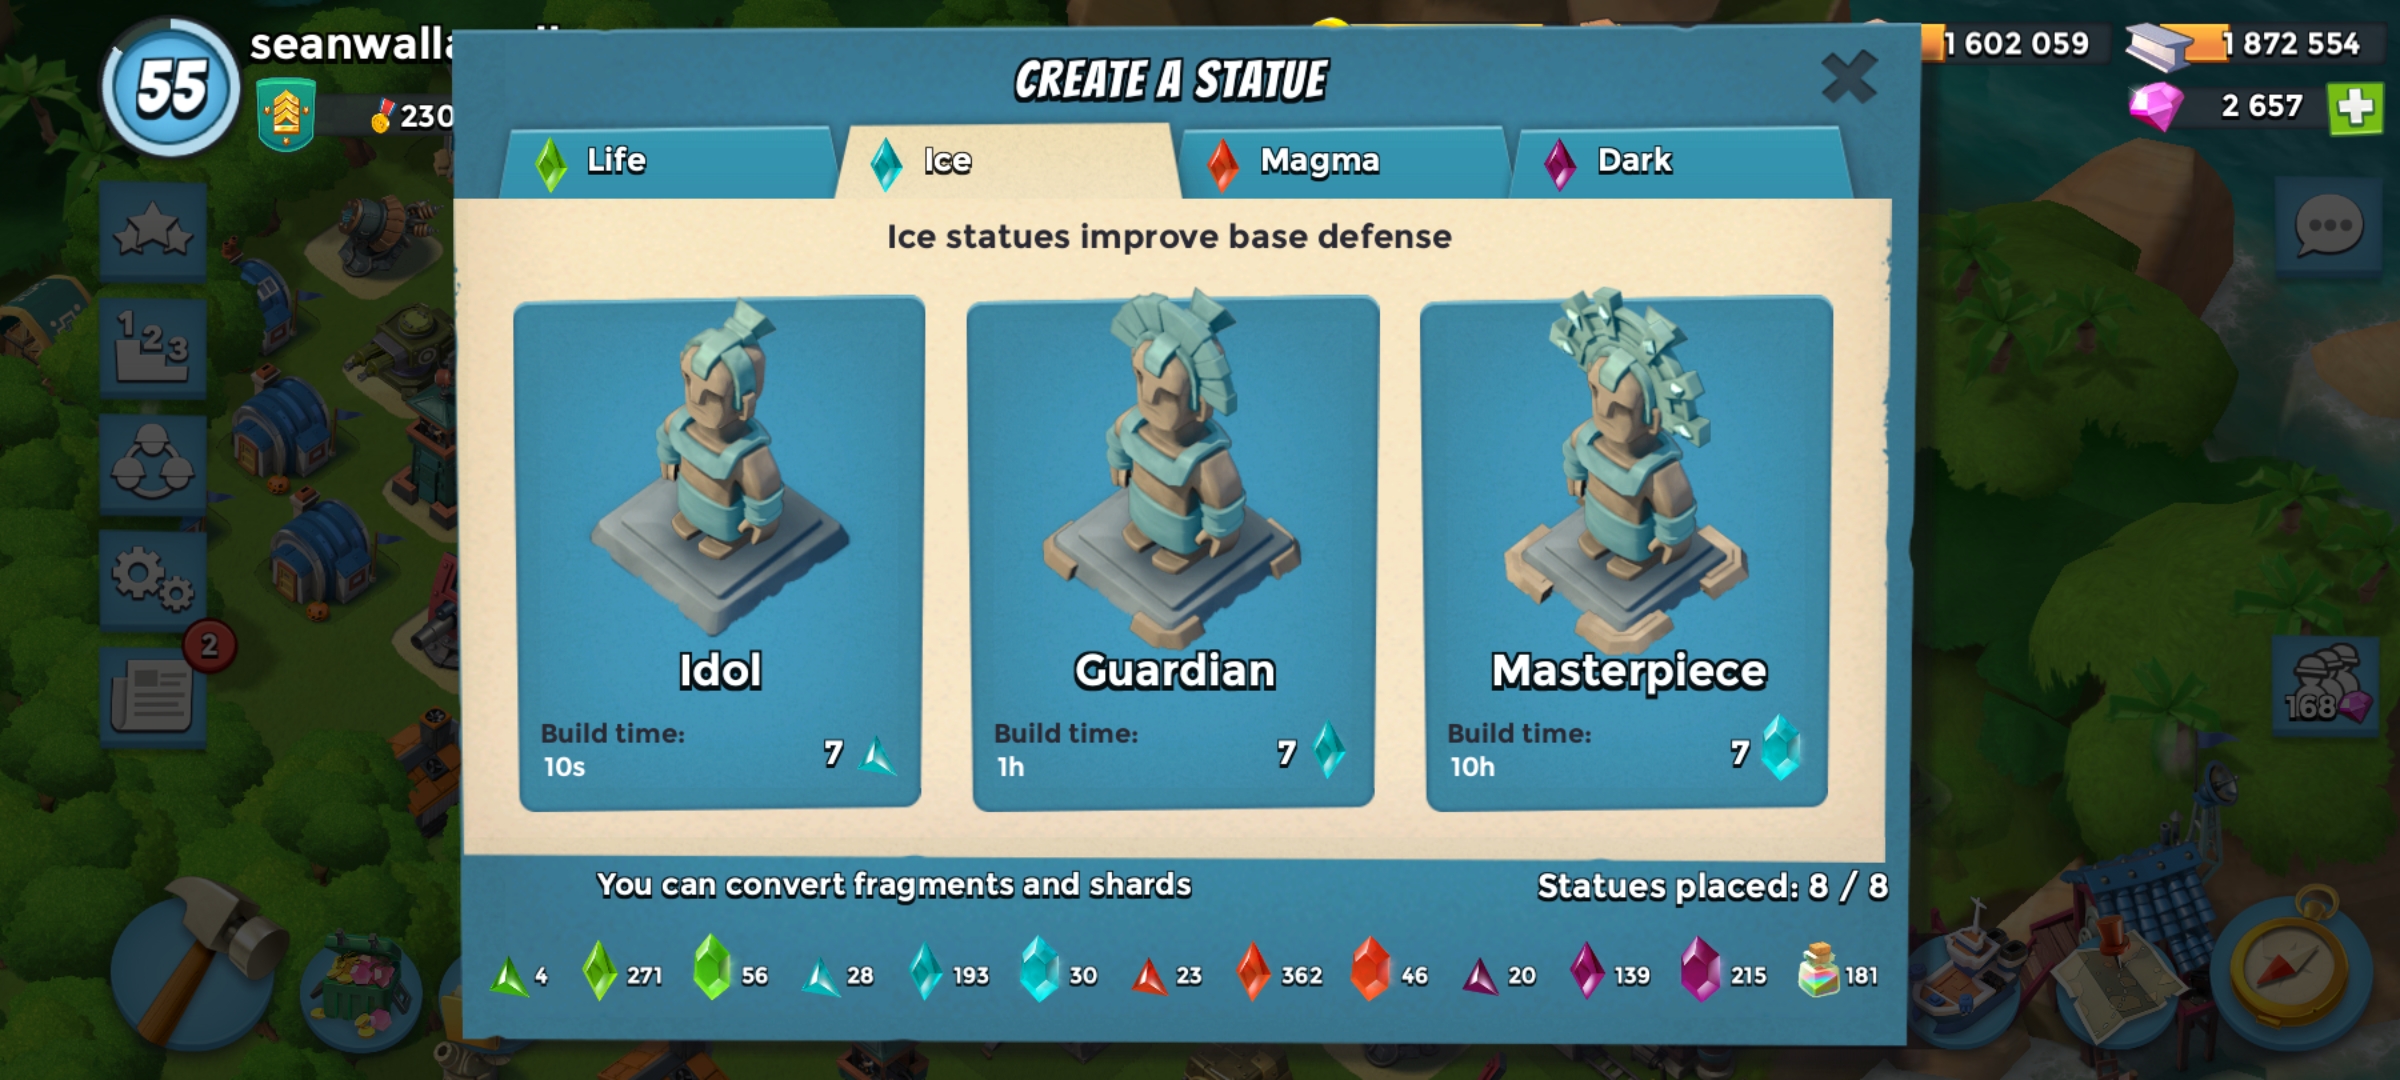 55
230
1 602 059
1 872 554
2 657
CREATE A STATUE
Life
Ice
Magma
Dark
Ice statues improve base defense
1 2 3
2
168
Idol
Build time:
10s
7
Guardian
Build time:
1h
7
Masterpiece
Build time:
10h
7
You can convert fragments and shards
Statues placed: 8 / 8
4 271 56 28 193 30 23 362 46 20 139 215 181